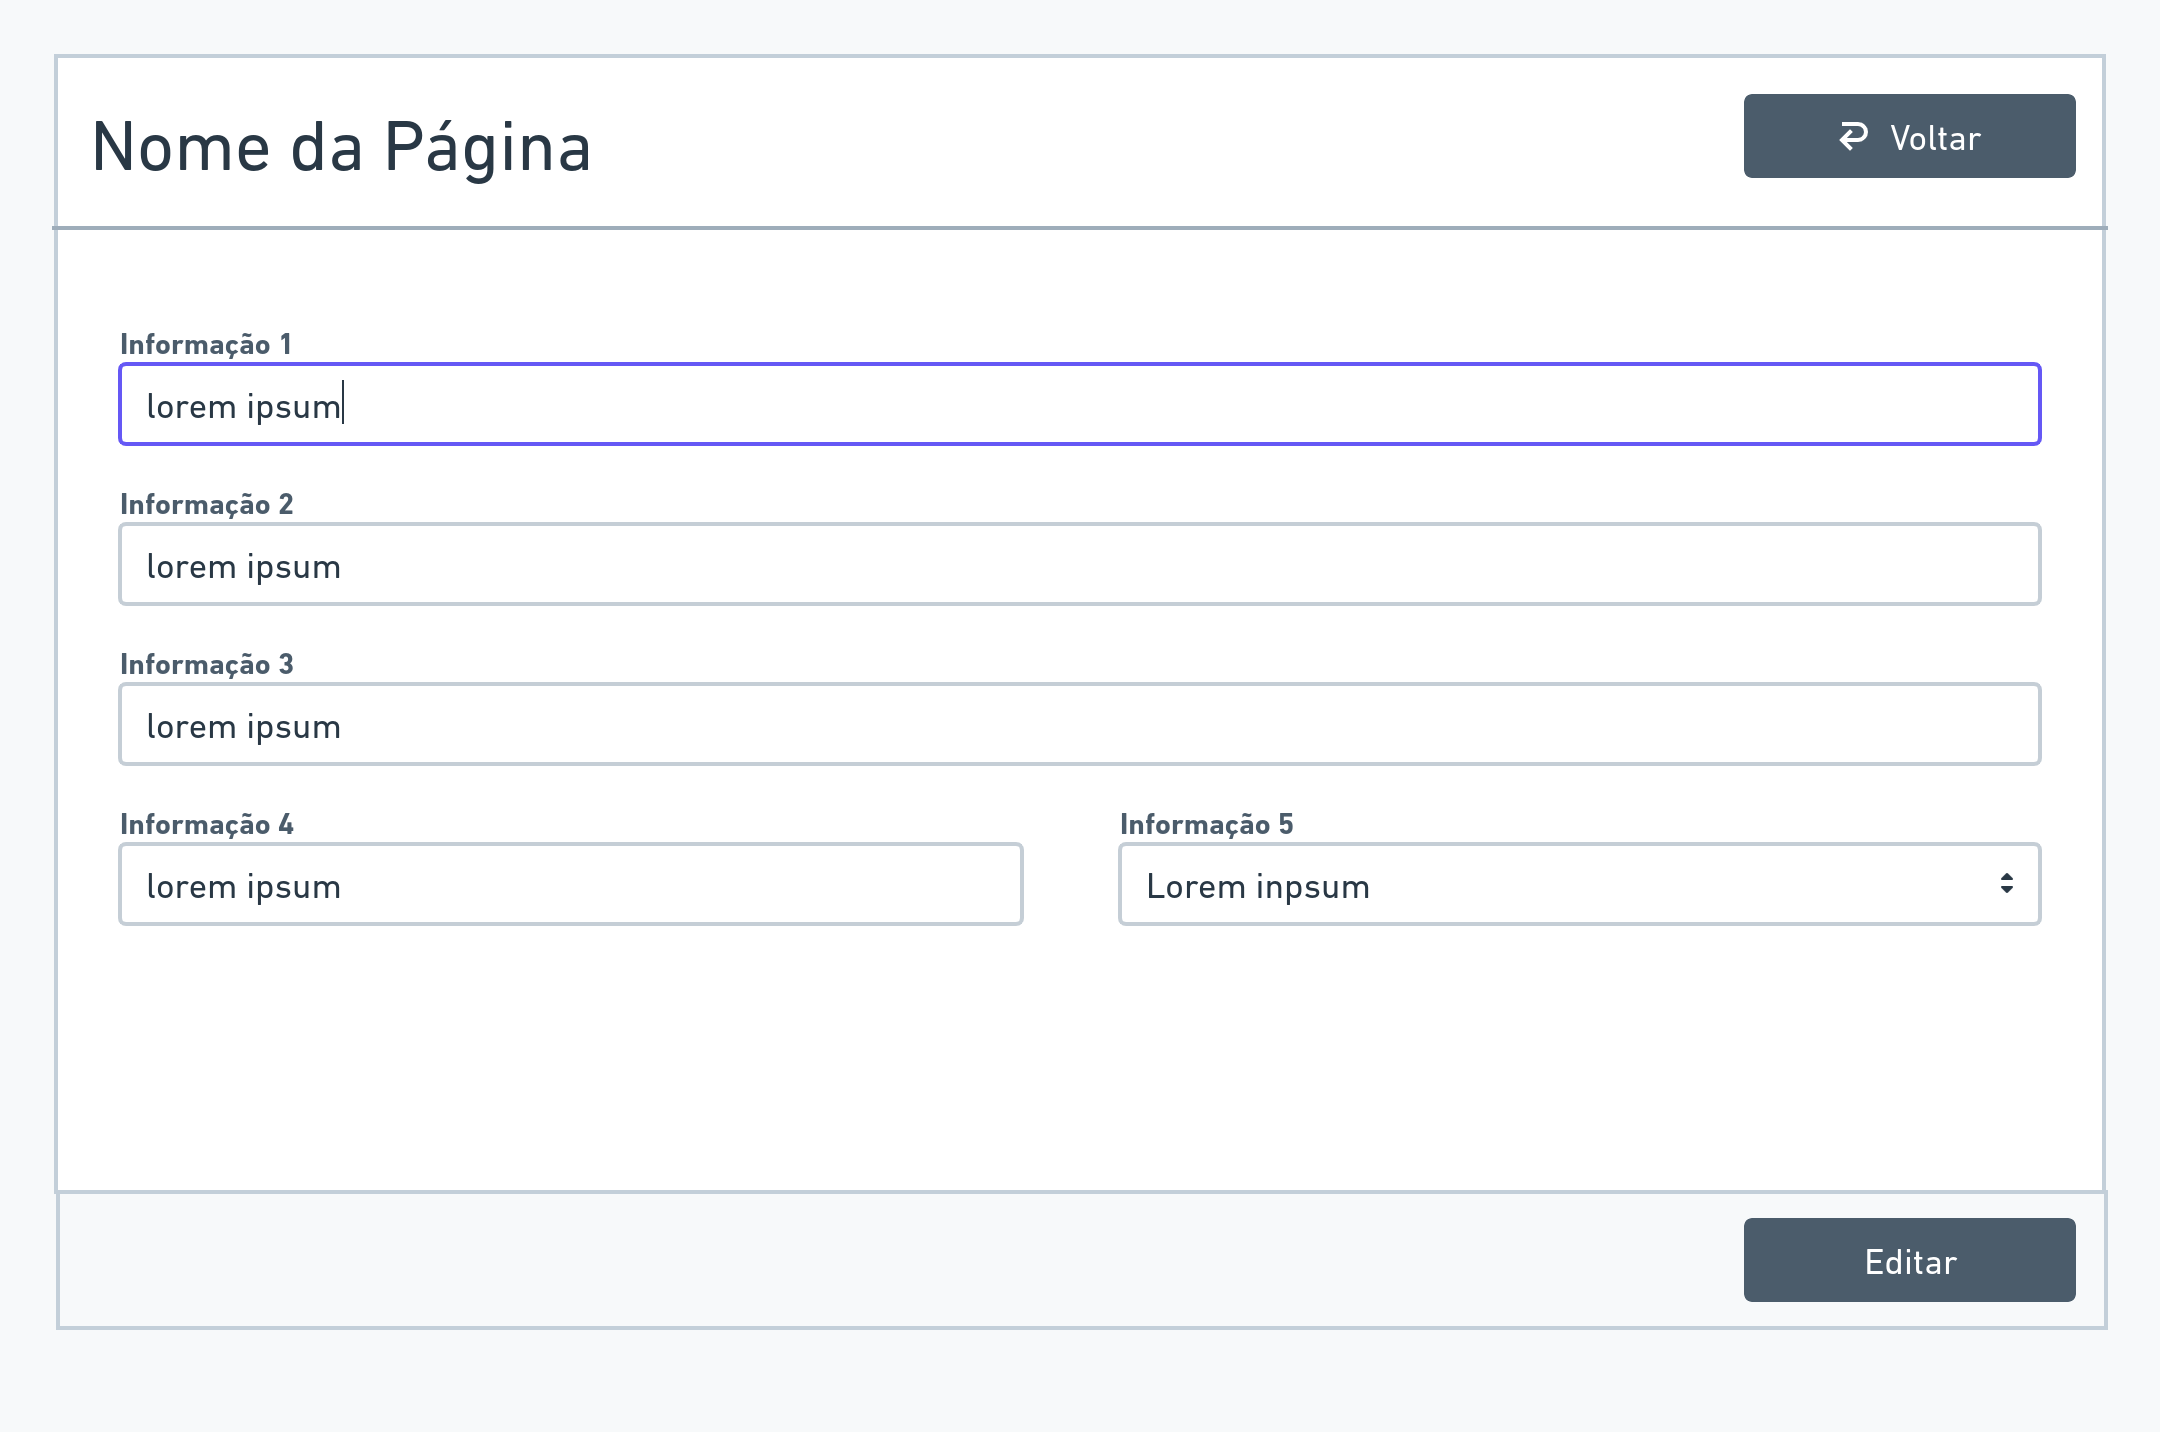 Nome da Página
Voltar
Informação 1
lorem ipsum
Informação 2
lorem ipsum
Informação 3
lorem ipsum
Informação 4
lorem ipsum
Informação 5
Lorem inpsum
Editar